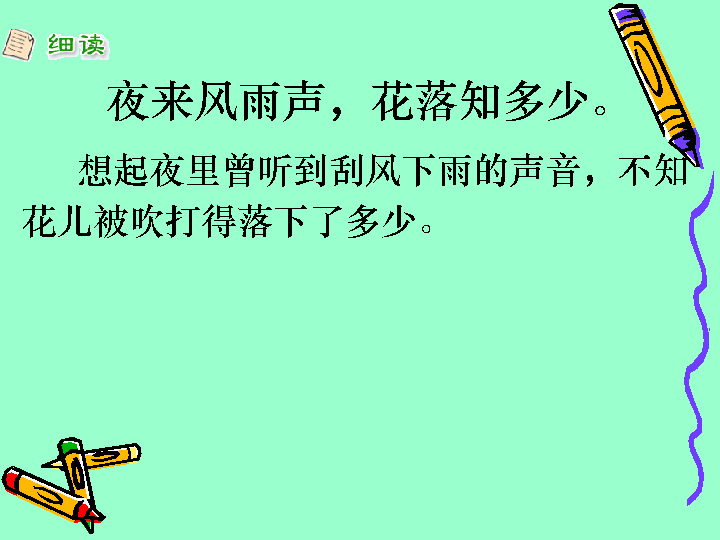 细读
夜来风雨声，花落知多少。
想起夜里曾听到刮风下雨的声音，不知
花儿被吹打得落下了多少。